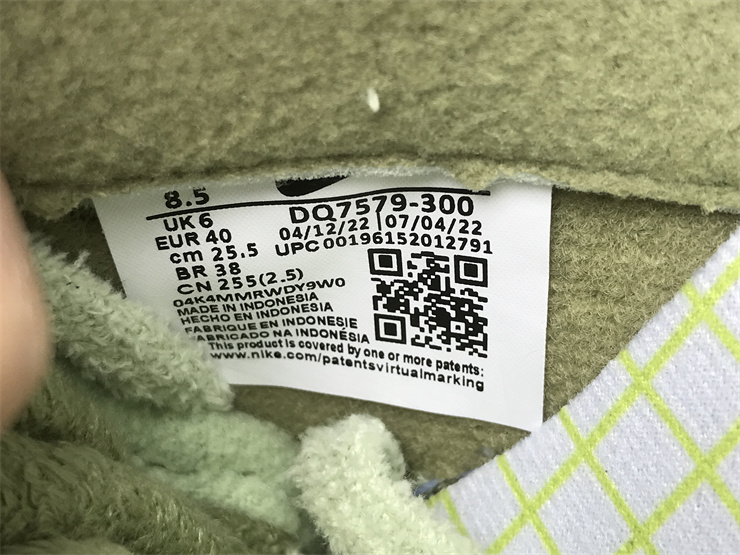 8.5
UK 6
EUR 40
cm 25.5
BR 38
CN 255(2.5)
DQ7579-300
04/12/22 | 07/04/22
UPC 00196152012791
04K4MMRWDY9W0
MADE IN INDONESIA
HECHO EN INDONESIA
FABRIQUE EN INDONESIE
FABRICADO NA INDONÉSIA
This product is covered by one or more patents:
www.nike.com/patentsvirtualmarking